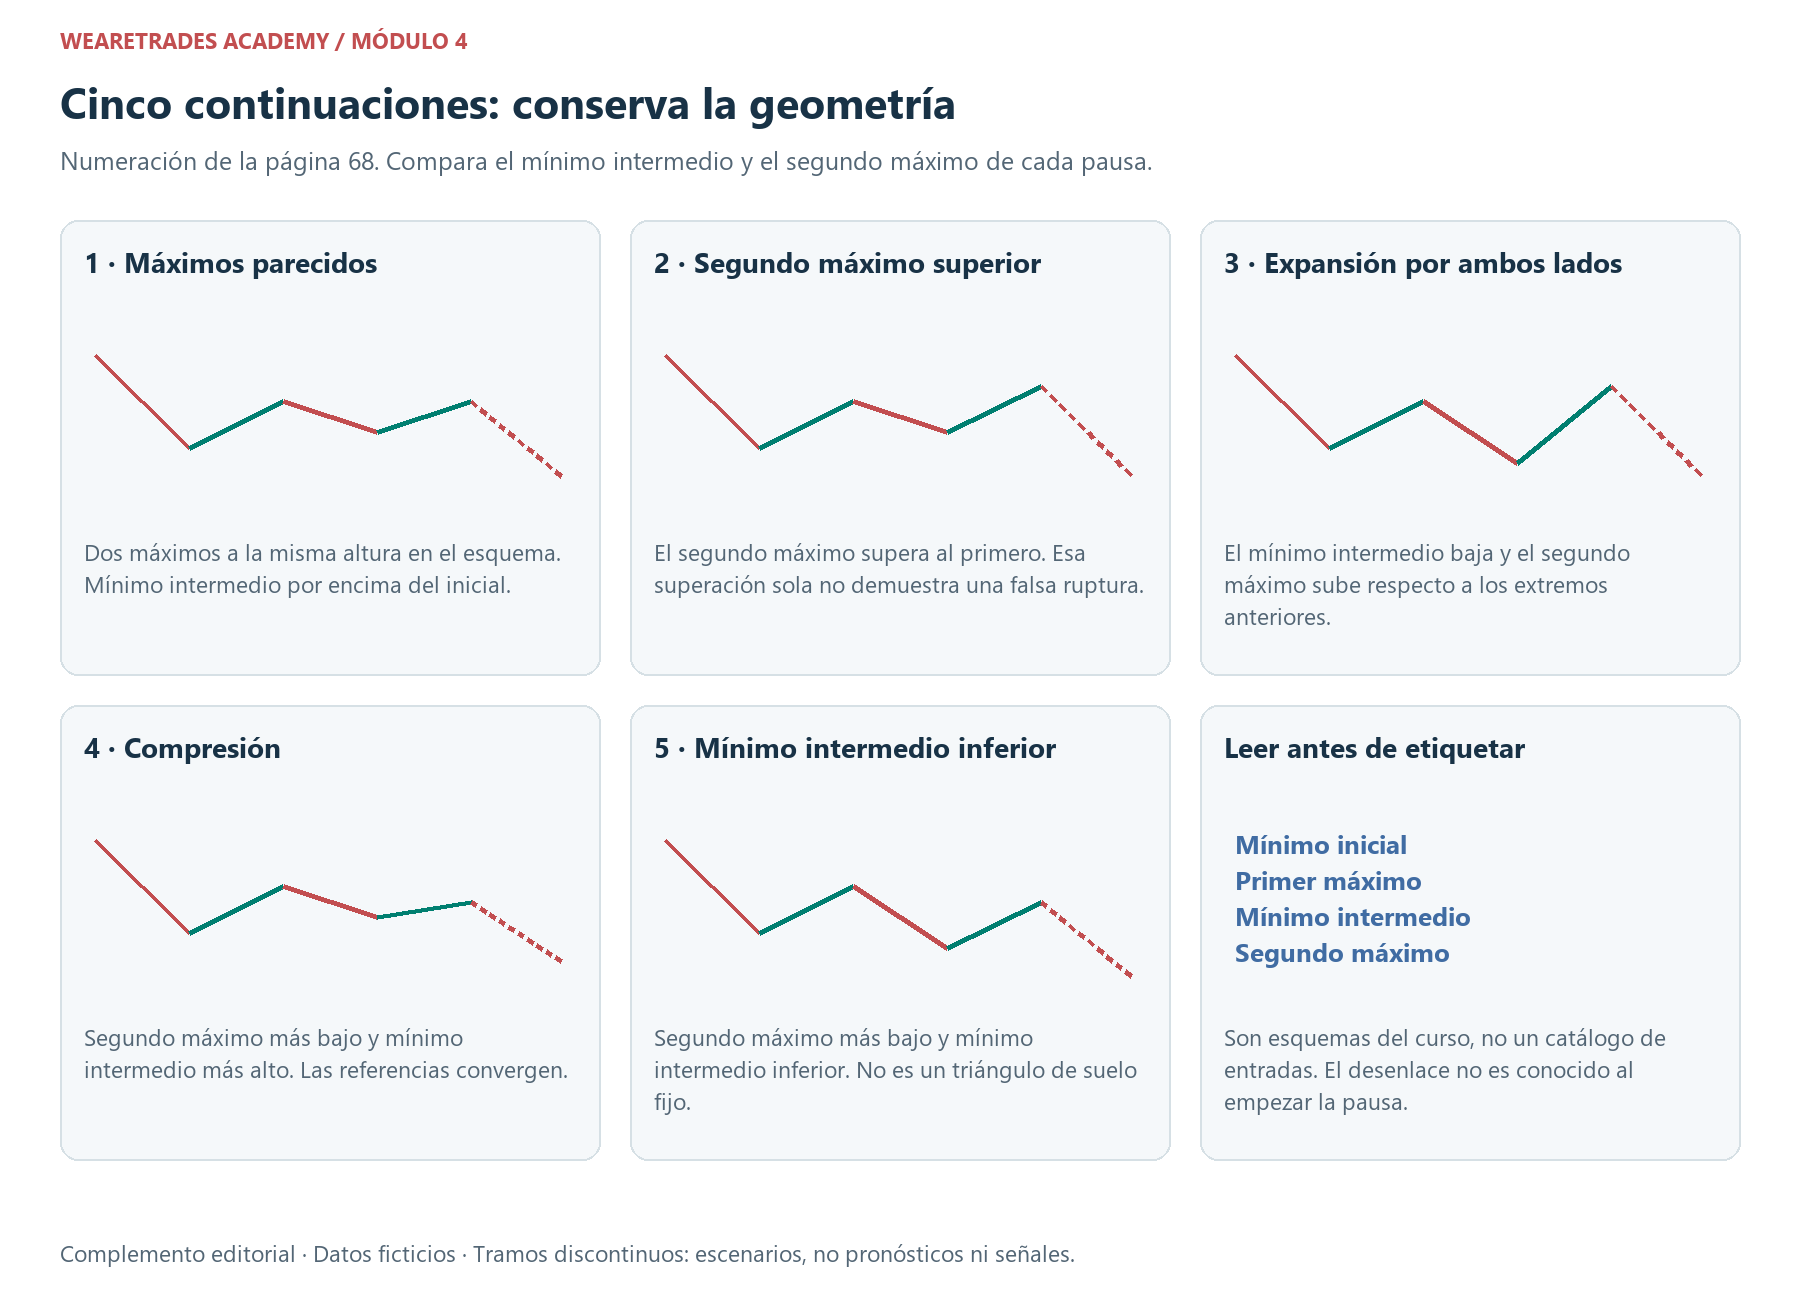 WEARETRADES ACADEMY / MÓDULO 4
Cinco continuaciones: conserva la geometría
Numeración de la página 68. Compara el mínimo intermedio y el segundo máximo de cada pausa.
1 · Máximos parecidos
Dos máximos a la misma altura en el esquema.
Mínimo intermedio por encima del inicial.
2 · Segundo máximo superior
El segundo máximo supera al primero. Esa
superación sola no demuestra una falsa ruptura.
3 · Expansión por ambos lados
El mínimo intermedio baja y el segundo
máximo sube respecto a los extremos
anteriores.
4 · Compresión
Segundo máximo más bajo y mínimo
intermedio más alto. Las referencias convergen.
5 · Mínimo intermedio inferior
Segundo máximo más bajo y mínimo
intermedio inferior. No es un triángulo de suelo
fijo.
Leer antes de etiquetar
Mínimo inicial
Primer máximo
Mínimo intermedio
Segundo máximo
Son esquemas del curso, no un catálogo de
entradas. El desenlace no es conocido al
empezar la pausa.
Complemento editorial · Datos ficticios · Tramos discontinuos: escenarios, no pronósticos ni señales.